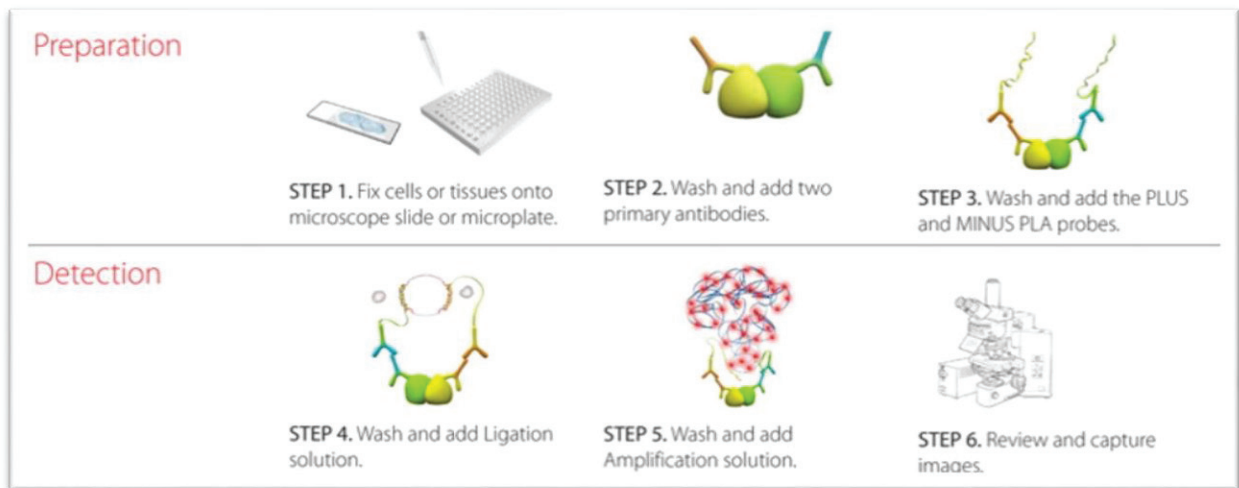 Preparation
STEP 1. Fix cells or tissues onto
microscope slide or microplate.
STEP 2. Wash and add two
primary antibodies.
STEP 3. Wash and add the PLUS
and MINUS PLA probes.
Detection
STEP 4. Wash and add Ligation
solution.
STEP 5. Wash and add
Amplification solution.
STEP 6. Review and capture
images.